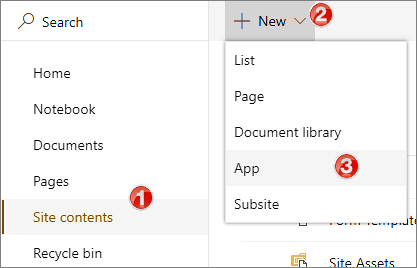 Search
Home
Notebook
Documents
Pages
1
Site contents
Recycle bin
+ New
2
List
Page
Document library
App
3
Subsite
Site Assets